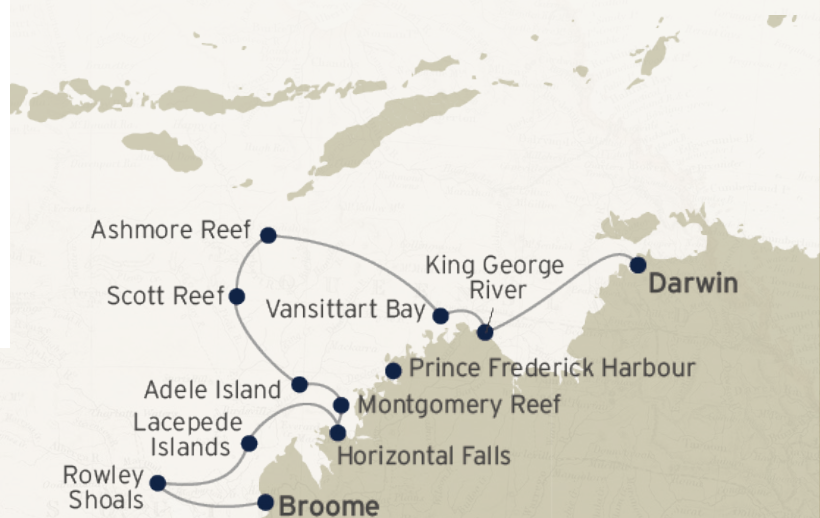 Ashmore Reef
King George
River
Darwin
Scott Reef
Vansittart Bay
Prince Frederick Harbour
Adele Island
Montgomery Reef
Lacepede
Islands
Horizontal Falls
Rowley
Shoals
Broome